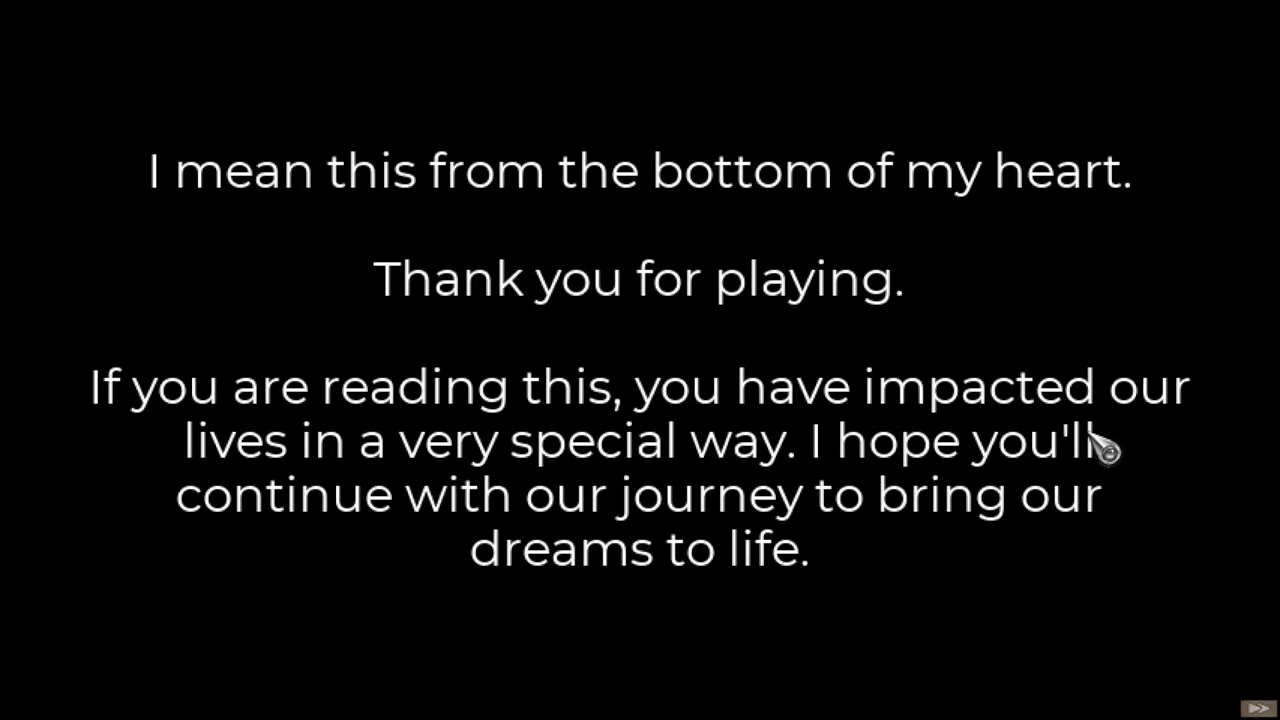 I mean this from the bottom of my heart.
Thank you for playing.
If you are reading this, you have impacted our
lives in a very special way. I hope you'll
continue with our journey to bring our
dreams to life.